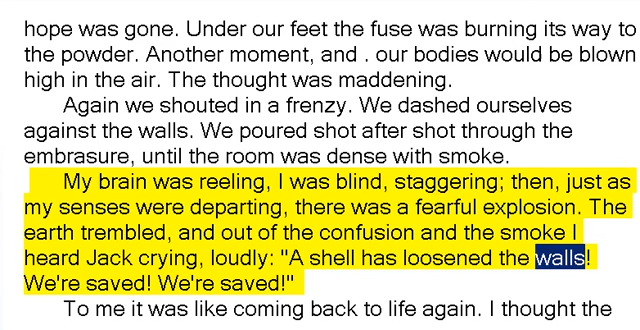 hope was gone. Under our feet the fuse was burning its way to
the powder. Another moment, and . our bodies would be blown
high in the air. The thought was maddening.
Again we shouted in a frenzy. We dashed ourselves
against the walls. We poured shot after shot through the
embrasure, until the room was dense with smoke.
My brain was reeling, I was blind, staggering; then, just as
my senses were departing, there was a fearful explosion. The
earth trembled, and out of the confusion and the smoke I
heard Jack crying, loudly: "A shell has loosened the walls!
We're saved! We're saved!"
To me it was like coming back to life again. I thought the